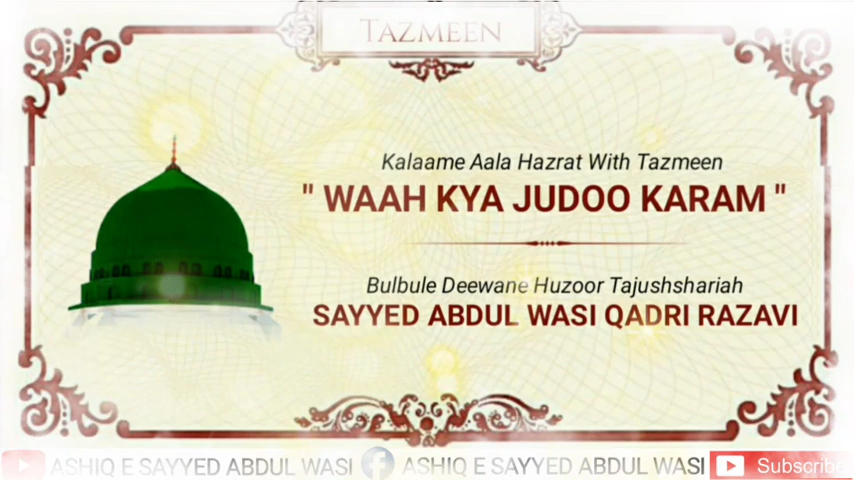 TAZMEEN
Kalaame Aala Hazrat With Tazmeen
" WAAH KYA JUDOO KARAM "
Bulbule Deewane Huzoor Tajushshariah
SAYYED ABDUL WASI QADRI RAZAVI
ASHIQ E SAYYED ABDUL WASI
ASHIQ E SAYYED ABDUL WASI
Subscribe